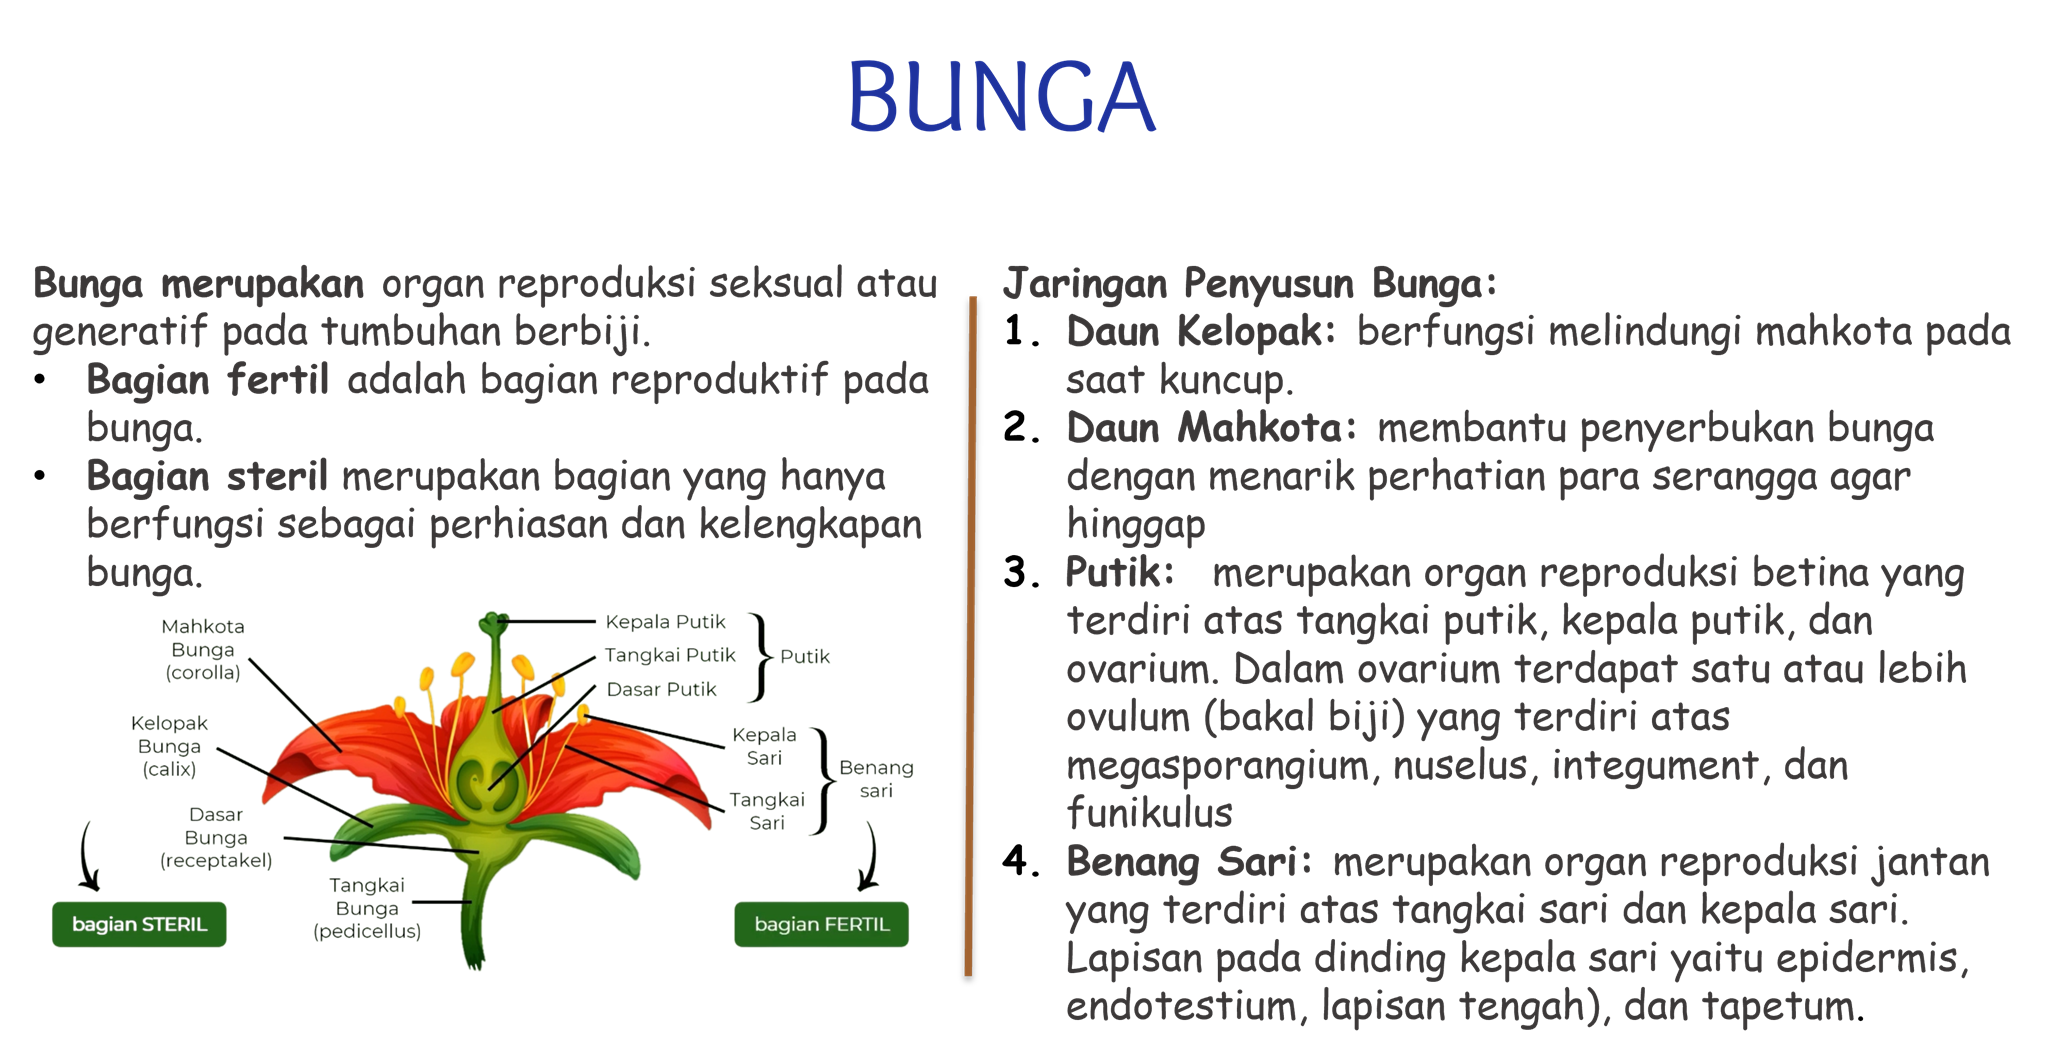 BUNGA
Bunga merupakan organ reproduksi seksual atau
generatif pada tumbuhan berbiji.
• Bagian fertil adalah bagian reproduktif pada
bunga.
• Bagian steril merupakan bagian yang hanya
berfungsi sebagai perhiasan dan kelengkapan
bunga.
Mahkota
Bunga
(corolla)
Kelopak
Bunga
(calix)
Dasar
Bunga
(receptakel)
Tangkai
Bunga
(pedicellus)
bagian STERIL
Kepala Putik
Tangkai Putik
Dasar Putik
Putik
Kepala
Sari
Tangkai
Sari
Benang
sari
bagian FERTIL
Jaringan Penyusun Bunga:
1. Daun Kelopak: berfungsi melindungi mahkota pada
saat kuncup.
2. Daun Mahkota: membantu penyerbukan bunga
dengan menarik perhatian para serangga agar
hinggap
3. Putik: merupakan organ reproduksi betina yang
terdiri atas tangkai putik, kepala putik, dan
ovarium. Dalam ovarium terdapat satu atau lebih
ovulum (bakal biji) yang terdiri atas
megasporangium, nuselus, integument, dan
funikulus
4. Benang Sari: merupakan organ reproduksi jantan
yang terdiri atas tangkai sari dan kepala sari.
Lapisan pada dinding kepala sari yaitu epidermis,
endotestium, lapisan tengah), dan tapetum.